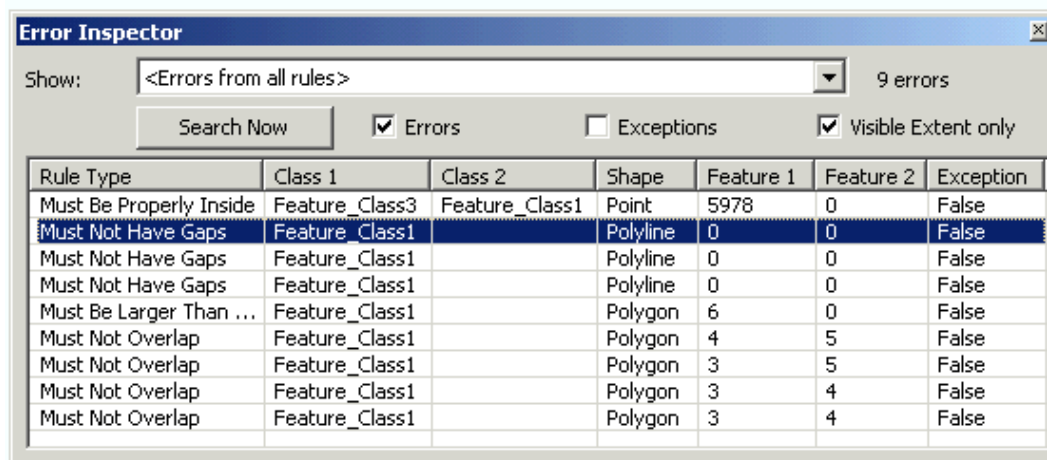 Error Inspector
Show: <Errors from all rules> 9 errors
Search Now Errors Exceptions Visible Extent only
Rule Type Class 1 Class 2 Shape Feature 1 Feature 2 Exception
Must Be Properly Inside Feature_Class3 Feature_Class1 Point 5978 0 False
Must Not Have Gaps Feature_Class1 Polyline 0 0 False
Must Not Have Gaps Feature_Class1 Polyline 0 0 False
Must Not Have Gaps Feature_Class1 Polyline 0 0 False
Must Be Larger Than ... Feature_Class1 Polygon 6 0 False
Must Not Overlap Feature_Class1 Polygon 4 5 False
Must Not Overlap Feature_Class1 Polygon 3 5 False
Must Not Overlap Feature_Class1 Polygon 3 4 False
Must Not Overlap Feature_Class1 Polygon 3 4 False